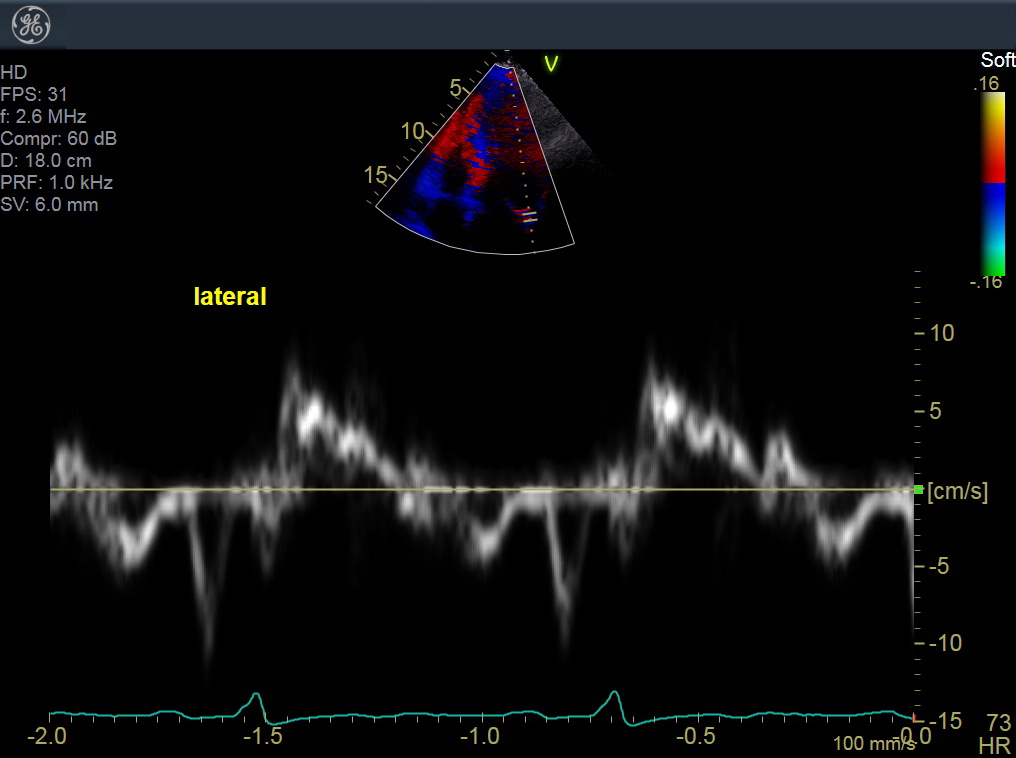 GE
HD
FPS: 31
f: 2.6 MHz
Compr: 60 dB
D: 18.0 cm
PRF: 1.0 kHz
SV: 6.0 mm
V
5
10
15
Soft
.16
-.16
lateral
10
5
[cm/s]
-5
-10
-15
-2.0
-1.5
-1.0
-0.5
0.0
100 mm/s
73
HR